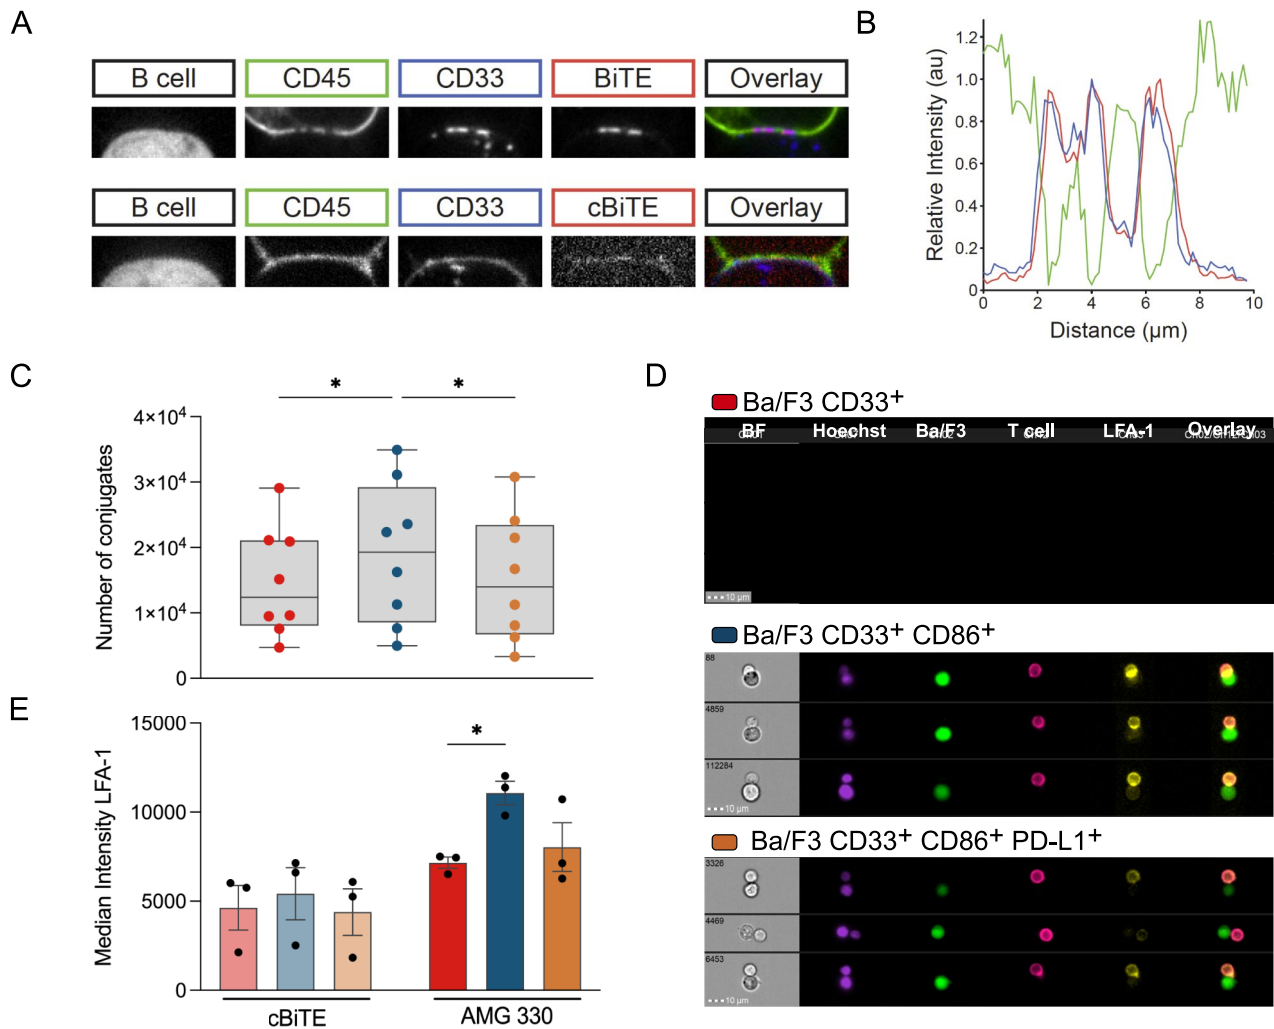 A
B cell CD45 CD33 BiTE Overlay
B cell CD45 CD33 cBiTE Overlay
B
Relative Intensity (au)
1.2
1.0
0.8
0.6
0.4
0.2
0
0 2 4 6 8 10
Distance (µm)
C
* *
Number of conjugates
4×10⁴
3×10⁴
2×10⁴
1×10⁴
0
D
Ba/F3 CD33⁺
BF Hoechst Ba/F3 T cell LFA-1 Overlay
10 µm
Ba/F3 CD33⁺ CD86⁺
88
4859
112284
10 µm
Ba/F3 CD33⁺ CD86⁺ PD-L1⁺
3326
4469
6453
10 µm
E
Median Intensity LFA-1
15000
10000
5000
0
*
cBiTE AMG 330